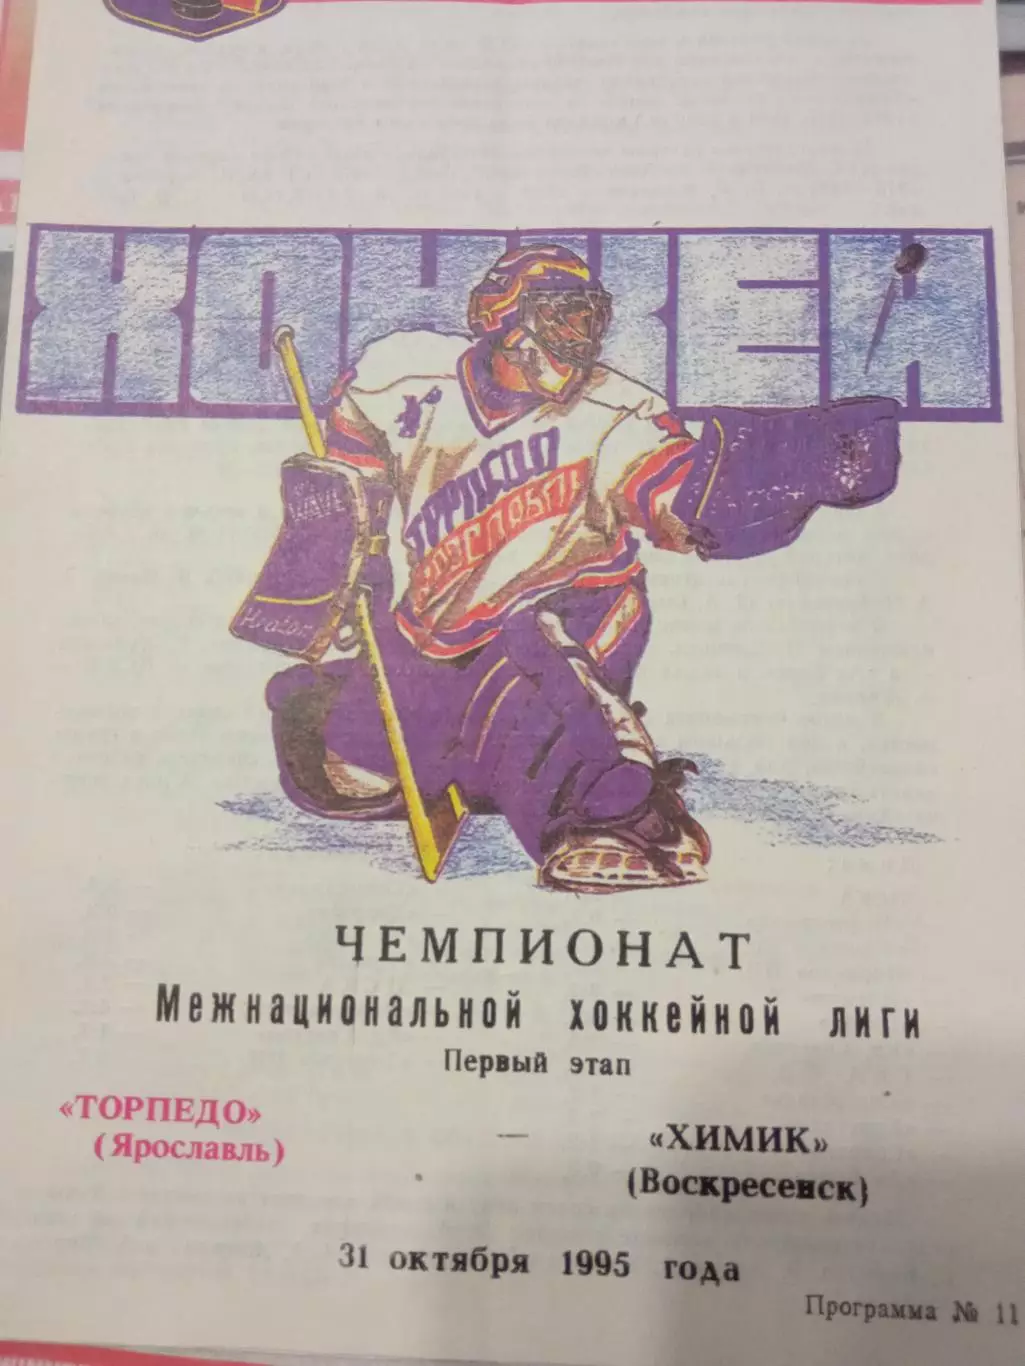 ХОККЕЙ
ТОРПЕДО
ЯРОСЛАВЛЬ
Heaton
ЧЕМПИОНАТ
Межнациональной хоккейной лиги
Первый этап
«ТОРПЕДО»
(Ярославль)
—
«ХИМИК»
(Воскресенск)
31 октября 1995 года
Программа № 11